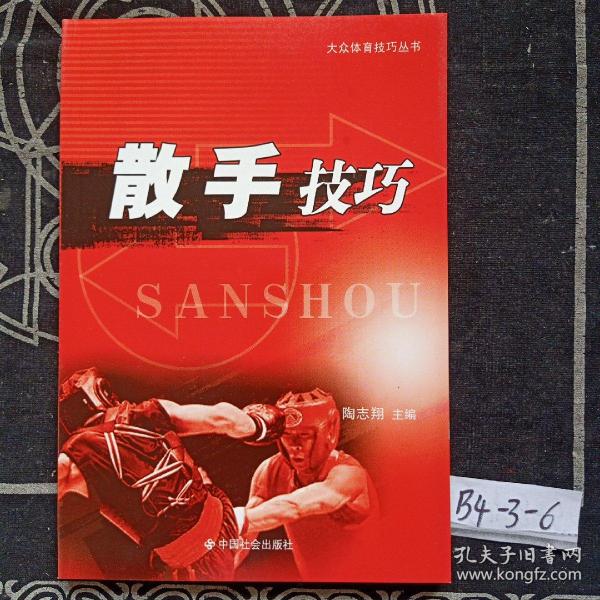 大众体育技巧丛书
散手技巧
SANSHOU
陶志翔 主编
中国社会出版社
B4-3-6
孔夫子旧書网
www.kongfz.com